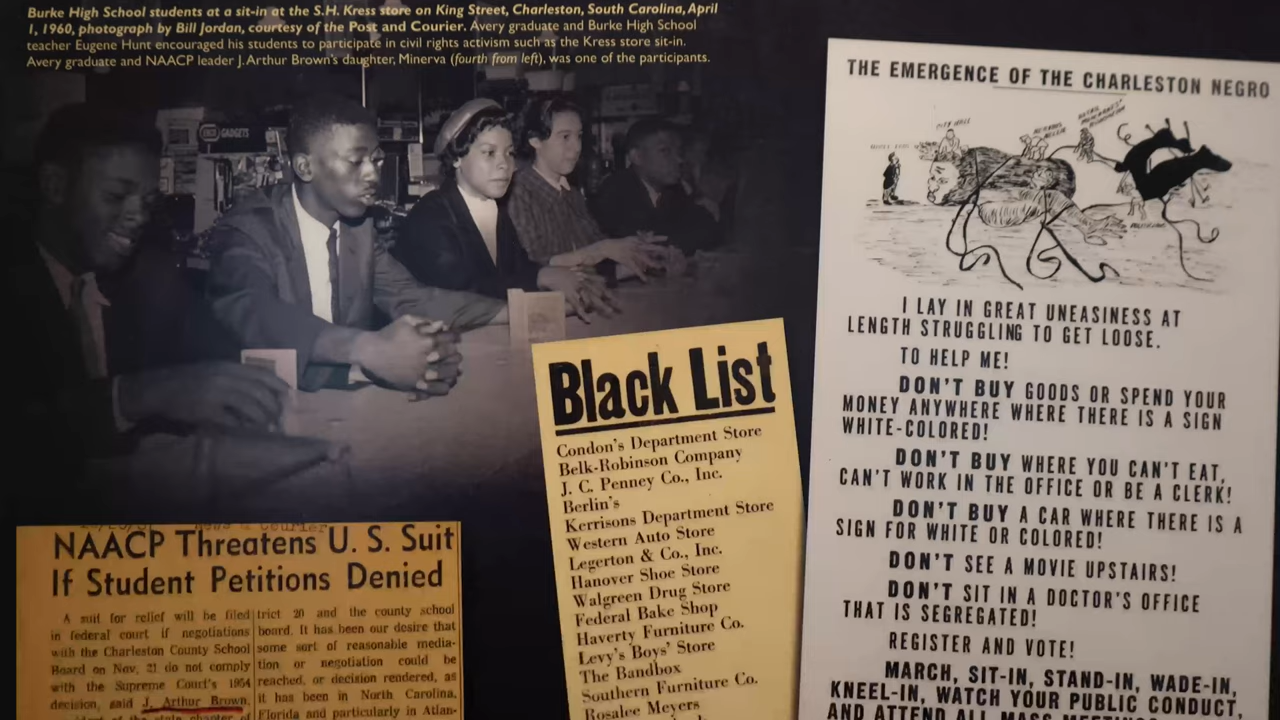 Burke High School students at a sit-in at the S.H. Kress store on King Street, Charleston, South Carolina, April
1, 1960, photograph by Bill Jordan, courtesy of the Post and Courier. Avery graduate and Burke High School
teacher Eugene Hunt encouraged his students to participate in civil rights activism such as the Kress store sit-in.
Avery graduate and NAACP leader J. Arthur Brown's daughter, Minerva (fourth from left), was one of the participants.
GADGETS
NAACP Threatens U. S. Suit
If Student Petitions Denied
A suit for relief will be filed
in federal court if negotiations
with the Charleston County School
Board on Nov. 21 do not comply
with the Supreme Court's 1954
decision, said J. Arthur Brown,
trict 20 and the county school
board. It has been our desire that
some sort of reasonable media-
tion or negotiation could be
reached, or decision rendered, as
it has been in North Carolina,
Florida and particularly in Atlan-
Black List
Condon's Department Store
Belk-Robinson Company
J. C. Penney Co., Inc.
Berlin's
Kerrisons Department Store
Western Auto Store
Legerton & Co., Inc.
Hanover Shoe Store
Walgreen Drug Store
Federal Bake Shop
Haverty Furniture Co.
Levy's Boys' Store
The Bandbox
Southern Furniture Co.
Rosalee Meyers
THE EMERGENCE OF THE CHARLESTON NEGRO
CITY HALL
I LAY IN GREAT UNEASINESS AT
LENGTH STRUGGLING TO GET LOOSE.
TO HELP ME!
DON'T BUY GOODS OR SPEND YOUR
MONEY ANYWHERE WHERE THERE IS A SIGN
WHITE-COLORED!
DON'T BUY WHERE YOU CAN'T EAT,
CAN'T WORK IN THE OFFICE OR BE A CLERK!
DON'T BUY A CAR WHERE THERE IS A
SIGN FOR WHITE OR COLORED!
DON'T SEE A MOVIE UPSTAIRS!
DON'T SIT IN A DOCTOR'S OFFICE
THAT IS SEGREGATED!
REGISTER AND VOTE!
MARCH, SIT-IN, STAND-IN, WADE-IN,
KNEEL-IN, WATCH YOUR PUBLIC CONDUCT,
AND ATTEND ALL MASS MEETINGS